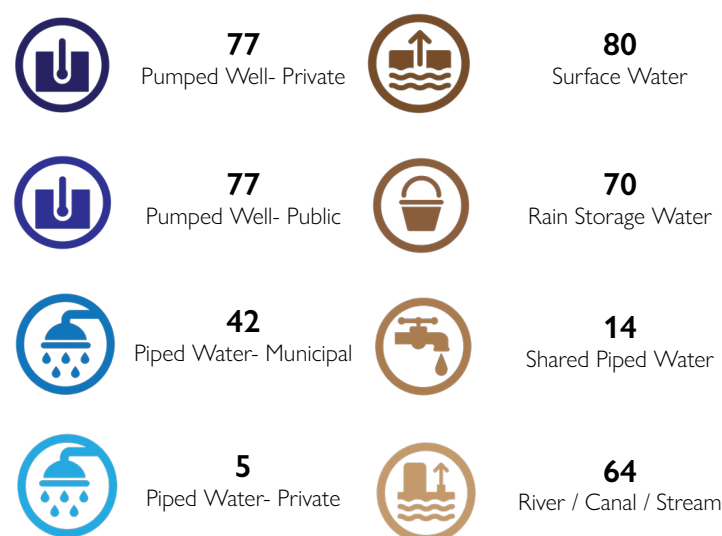 77
Pumped Well- Private
80
Surface Water
77
Pumped Well- Public
70
Rain Storage Water
42
Piped Water- Municipal
14
Shared Piped Water
5
Piped Water- Private
64
River / Canal / Stream